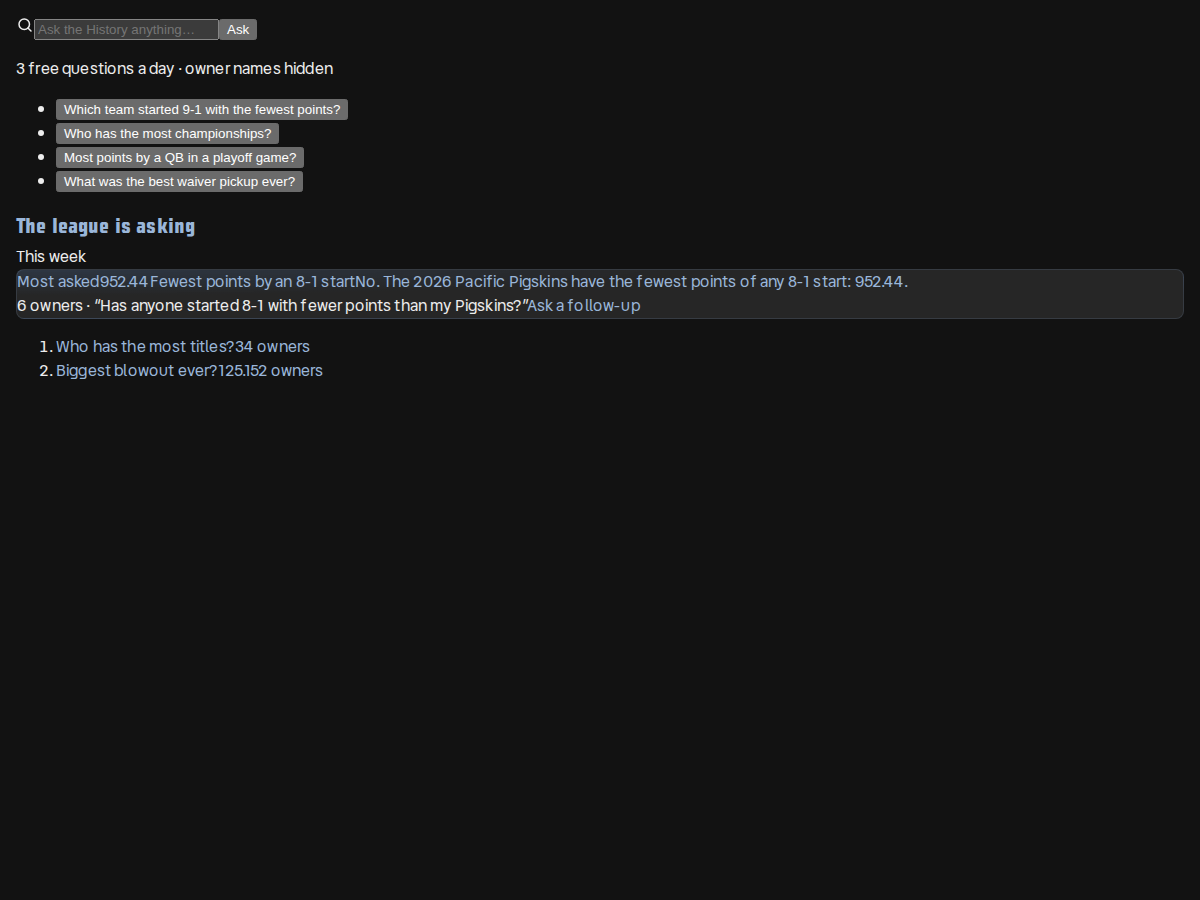 Ask the History anything… Ask
3 free questions a day · owner names hidden
Which team started 9-1 with the fewest points?
Who has the most championships?
Most points by a QB in a playoff game?
What was the best waiver pickup ever?
The league is asking
This week
Most asked952.44Fewest points by an 8-1 startNo. The 2026 Pacific Pigskins have the fewest points of any 8-1 start: 952.44.
6 owners · “Has anyone started 8-1 with fewer points than my Pigskins?”Ask a follow-up
1. Who has the most titles?34 owners
2. Biggest blowout ever?125.152 owners